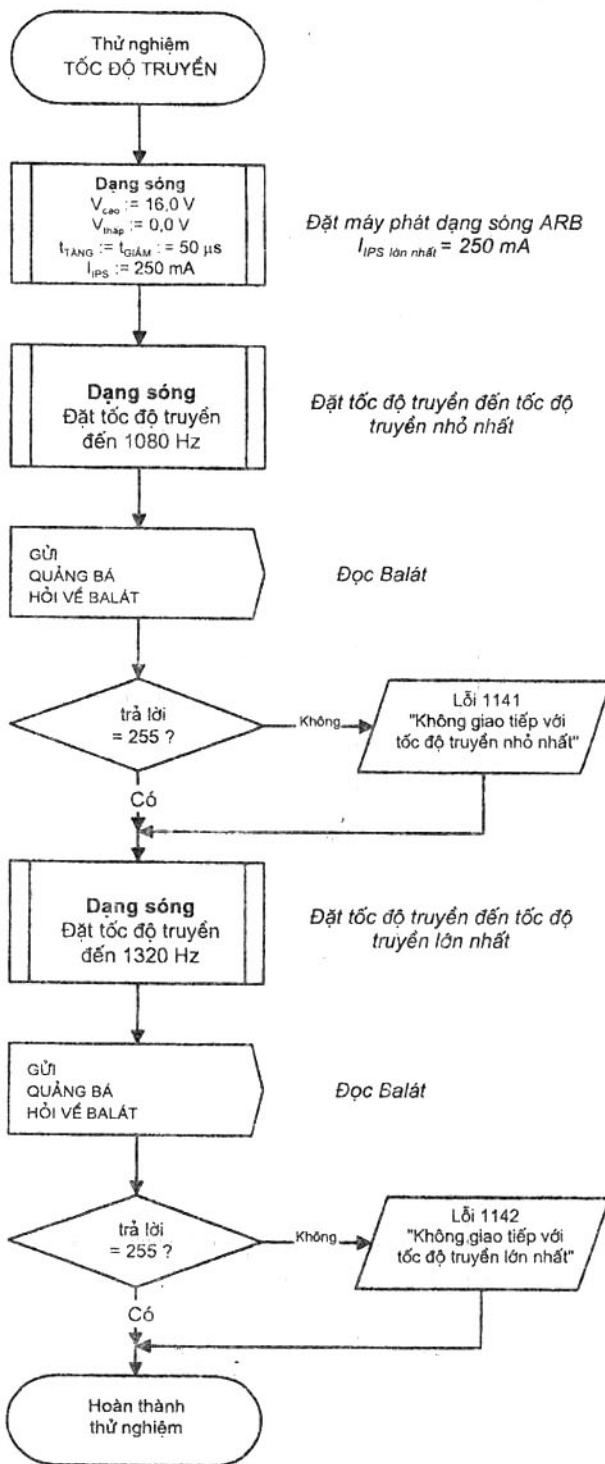 Thử nghiệm
TỐC ĐỘ TRUYỀN
Dạng sóng
V_cao := 16,0 V
V_thấp := 0,0 V
t_TĂNG := t_GIẢM : = 50 µs
I_IPS := 250 mA
Đặt máy phát dạng sóng ARB
I_IPS lớn nhất = 250 mA
Dạng sóng
Đặt tốc độ truyền
đến 1080 Hz
Đặt tốc độ truyền đến tốc độ
truyền nhỏ nhất
GỬI
QUẢNG BÁ
HỎI VỀ BALÁT
Đọc Balát
trả lời
= 255 ?
Không
Lỗi 1141
"Không giao tiếp với
tốc độ truyền nhỏ nhất"
Có
Dạng sóng
Đặt tốc độ truyền
đến 1320 Hz
Đặt tốc độ truyền đến tốc độ
truyền lớn nhất
GỬI
QUẢNG BÁ
HỎI VỀ BALÁT
Đọc Balát
trả lời
= 255 ?
Không
Lỗi 1142
"Không giao tiếp với
tốc độ truyền lớn nhất"
Có
Hoàn thành
thử nghiệm